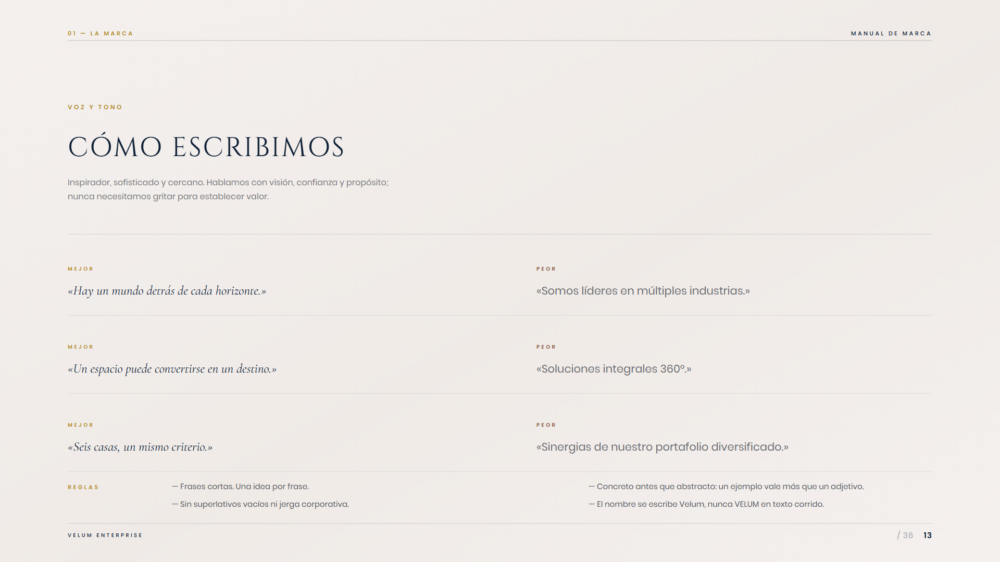 01 — LA MARCA
MANUAL DE MARCA
VOZ Y TONO
CÓMO ESCRIBIMOS
Inspirador, sofisticado y cercano. Hablamos con visión, confianza y propósito;
nunca necesitamos gritar para establecer valor.
MEJOR
«Hay un mundo detrás de cada horizonte.»
PEOR
«Somos líderes en múltiples industrias.»
MEJOR
«Un espacio puede convertirse en un destino.»
PEOR
«Soluciones integrales 360º.»
MEJOR
«Seis casas, un mismo criterio.»
PEOR
«Sinergias de nuestro portafolio diversificado.»
REGLAS
— Frases cortas. Una idea por frase.
— Sin superlativos vacíos ni jerga corporativa.
— Concreto antes que abstracto: un ejemplo vale más que un adjetivo.
— El nombre se escribe Velum, nunca VELUM en texto corrido.
VELUM ENTERPRISE
/ 36 13